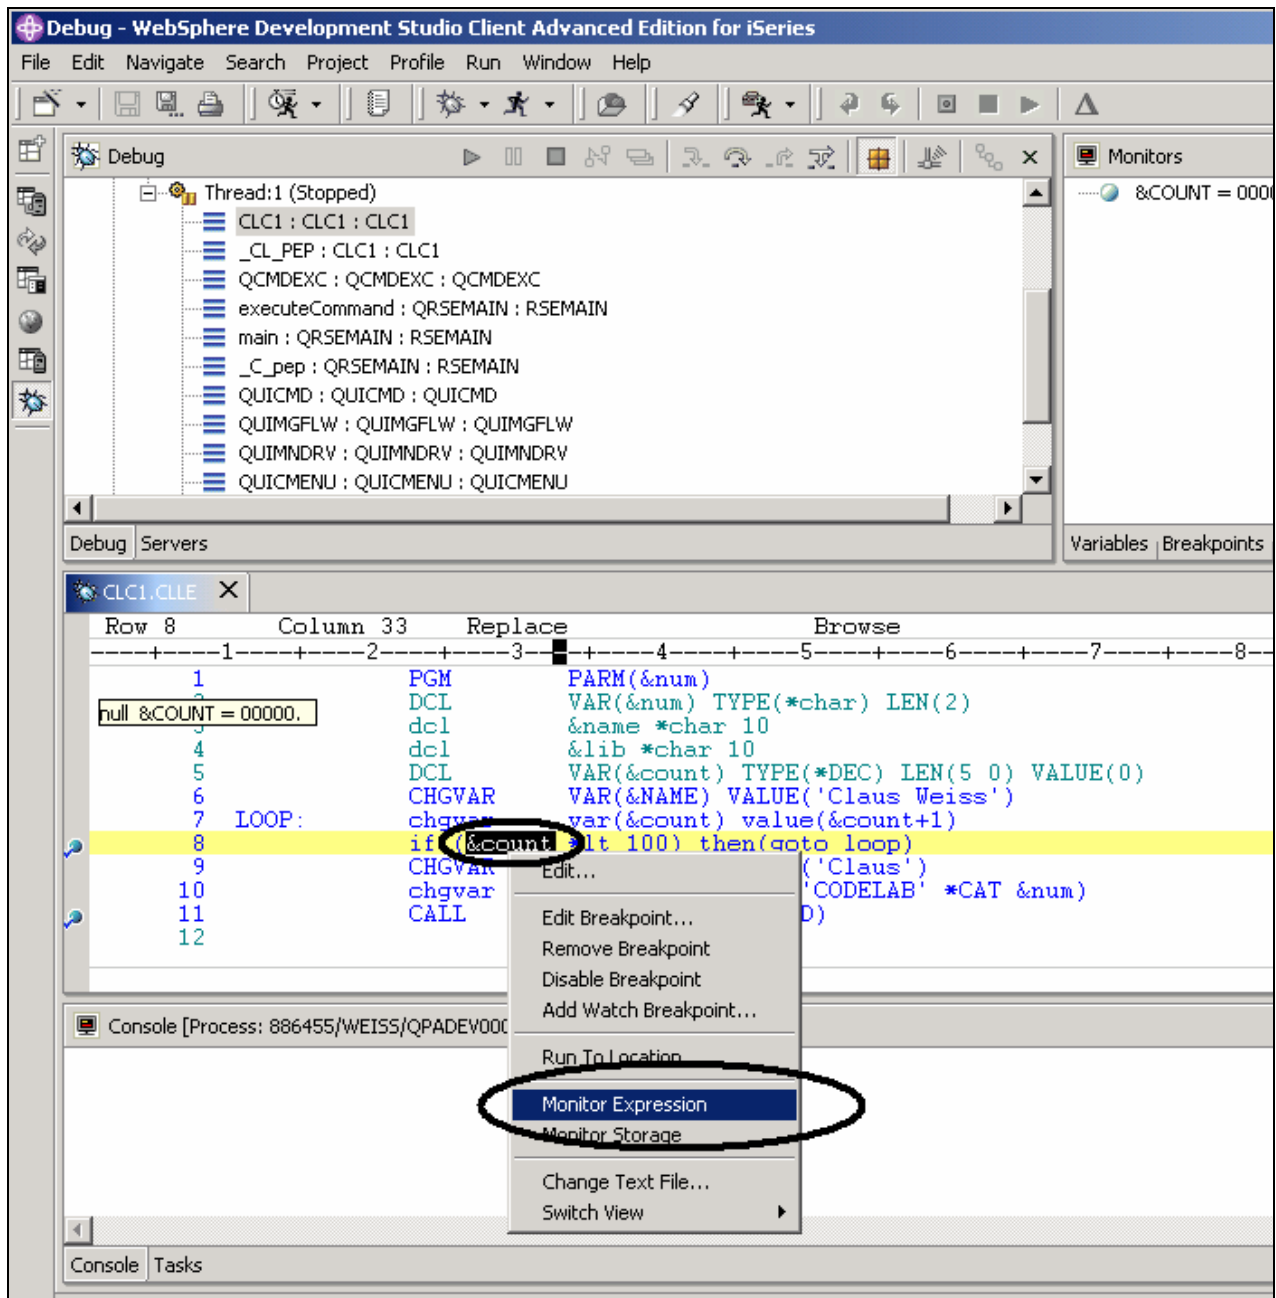 Debug - WebSphere Development Studio Client Advanced Edition for iSeries
File Edit Navigate Search Project Profile Run Window Help
Debug
Monitors
Thread:1 (Stopped)
&COUNT = 0000
CLC1 : CLC1 : CLC1
_CL_PEP : CLC1 : CLC1
QCMDEXC : QCMDEXC : QCMDEXC
executeCommand : QRSEMAIN : RSEMAIN
main : QRSEMAIN : RSEMAIN
_C_pep : QRSEMAIN : RSEMAIN
QUICMD : QUICMD : QUICMD
QUIMGFLW : QUIMGFLW : QUIMGFLW
QUIMNDRV : QUIMNDRV : QUIMNDRV
QUICMENU : QUICMENU : QUICMENU
Debug Servers
Variables Breakpoints
CLC1.CLLE
Row 8 Column 33 Replace Browse
----+----1----+----2----+----3-- -+----4----+----5----+----6----+----7----+----8--
1 PGM PARM(&num)
DCL VAR(&num) TYPE(*char) LEN(2)
null &COUNT = 00000.
3 dcl &name *char 10
4 dcl &lib *char 10
5 DCL VAR(&count) TYPE(*DEC) LEN(5 0) VALUE(0)
6 CHGVAR VAR(&NAME) VALUE('Claus Weiss')
7 LOOP: chgvar var(&count) value(&count+1)
8 if (&count *lt 100) then(goto loop)
9 CHGVAR ('Claus')
10 chgvar 'CODELAB' *CAT &num)
11 CALL D)
12
Edit...
Edit Breakpoint...
Remove Breakpoint
Disable Breakpoint
Add Watch Breakpoint...
Run To Location
Monitor Expression
Monitor Storage
Change Text File...
Switch View
Console [Process: 886455/WEISS/QPADEV000
Console Tasks